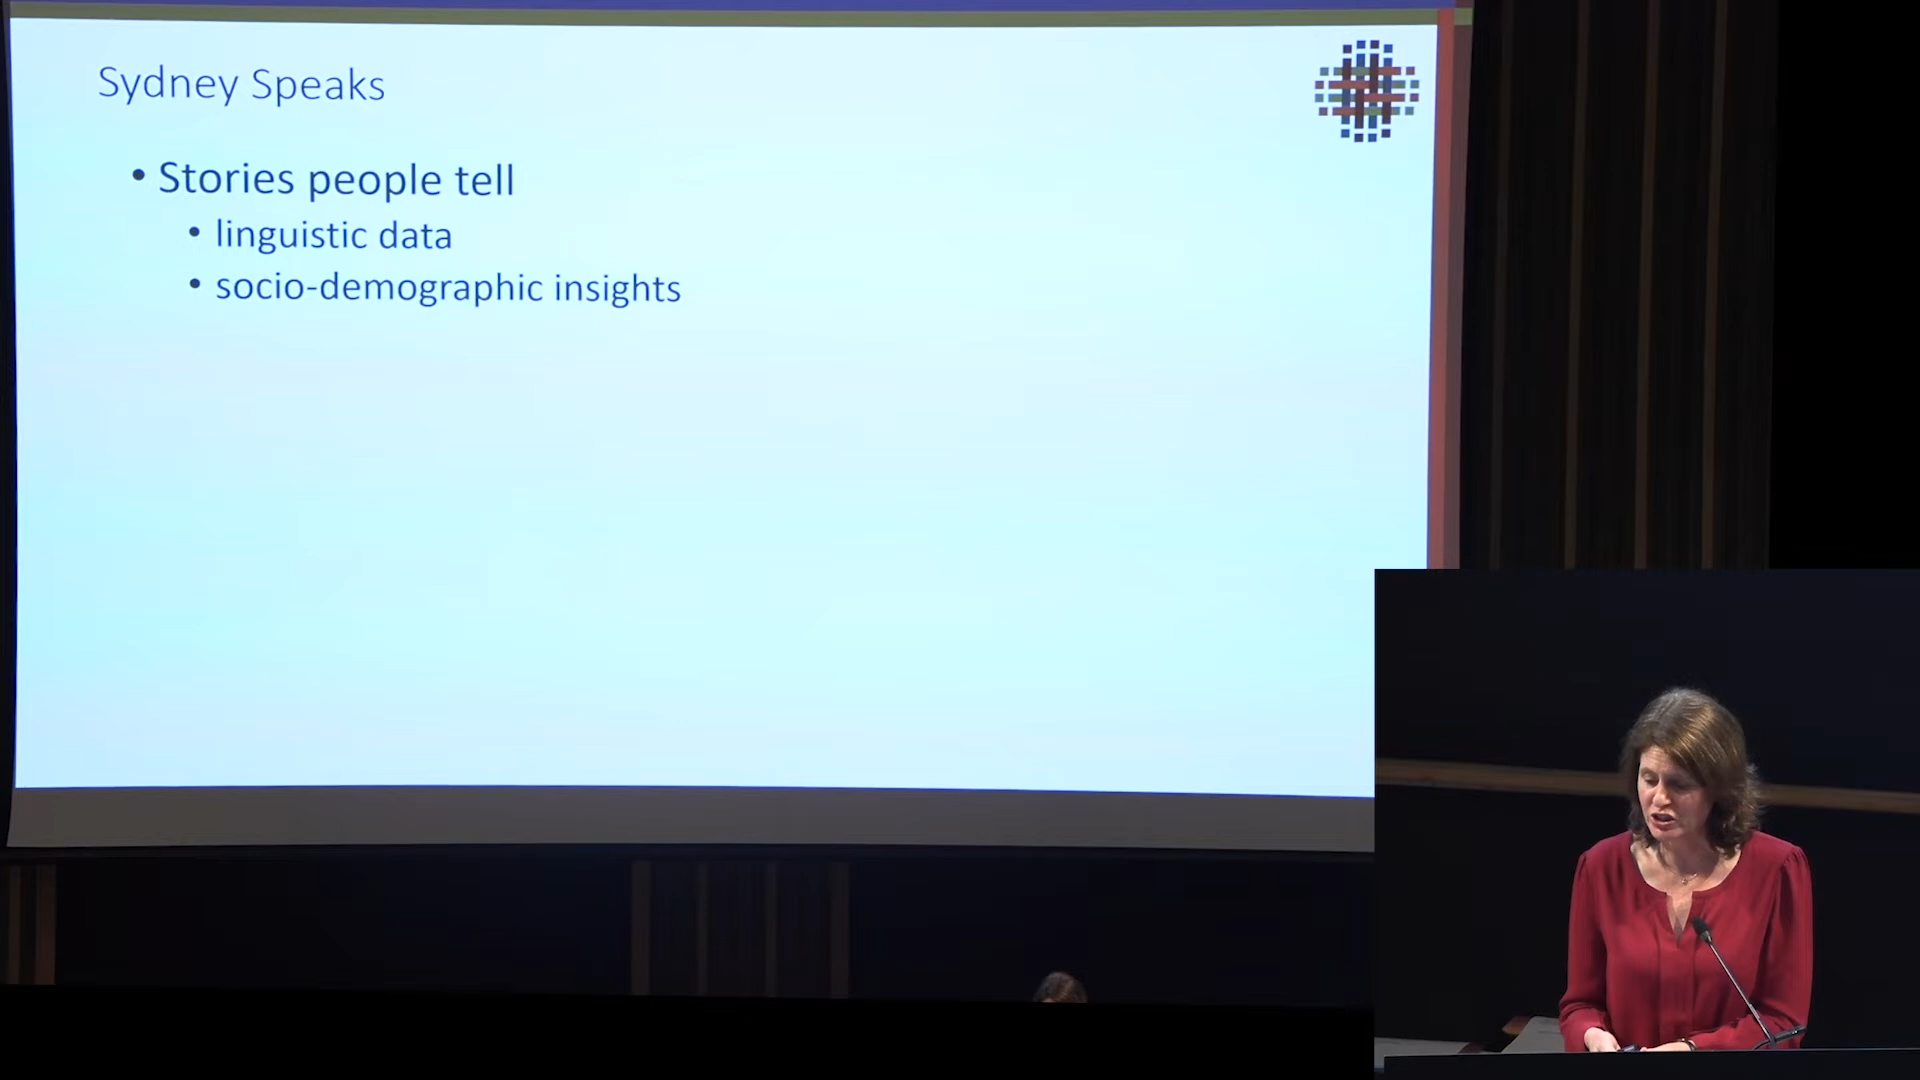 Sydney Speaks
• Stories people tell
• linguistic data
• socio-demographic insights